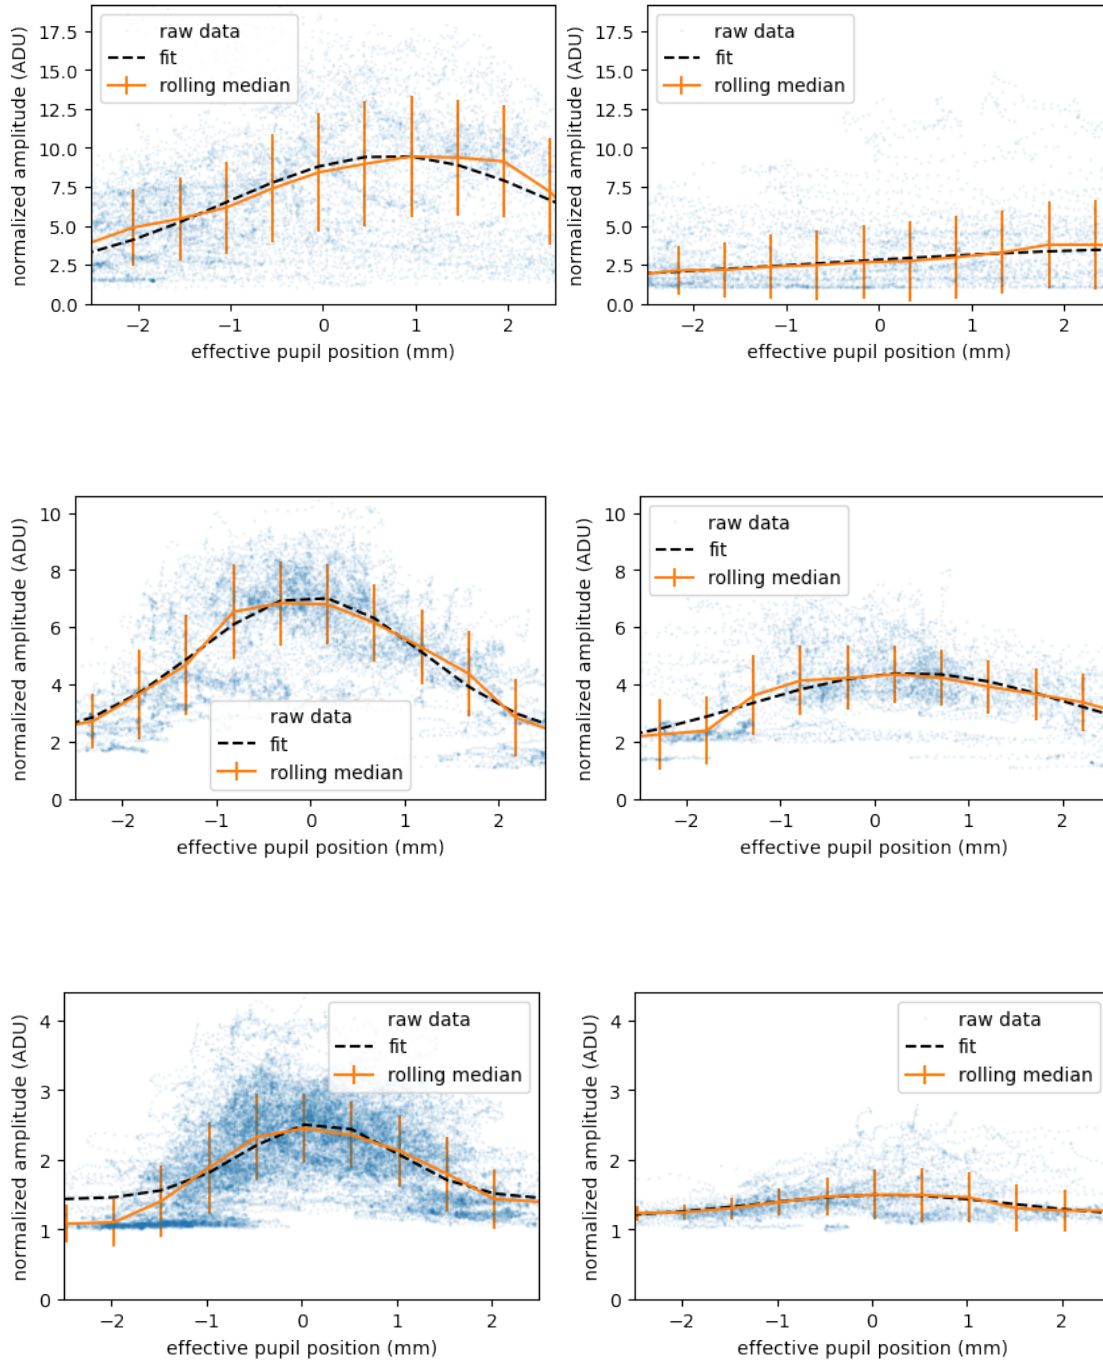 17.5
15.0
12.5
10.0
7.5
5.0
2.5
0.0
normalized amplitude (ADU)
raw data
fit
rolling median
−2 −1 0 1 2
effective pupil position (mm)
17.5
15.0
12.5
10.0
7.5
5.0
2.5
0.0
normalized amplitude (ADU)
raw data
fit
rolling median
−2 −1 0 1 2
effective pupil position (mm)
10
8
6
4
2
0
normalized amplitude (ADU)
raw data
fit
rolling median
−2 −1 0 1 2
effective pupil position (mm)
10
8
6
4
2
0
normalized amplitude (ADU)
raw data
fit
rolling median
−2 −1 0 1 2
effective pupil position (mm)
4
3
2
1
0
normalized amplitude (ADU)
raw data
fit
rolling median
−2 −1 0 1 2
effective pupil position (mm)
4
3
2
1
0
normalized amplitude (ADU)
raw data
fit
rolling median
−2 −1 0 1 2
effective pupil position (mm)